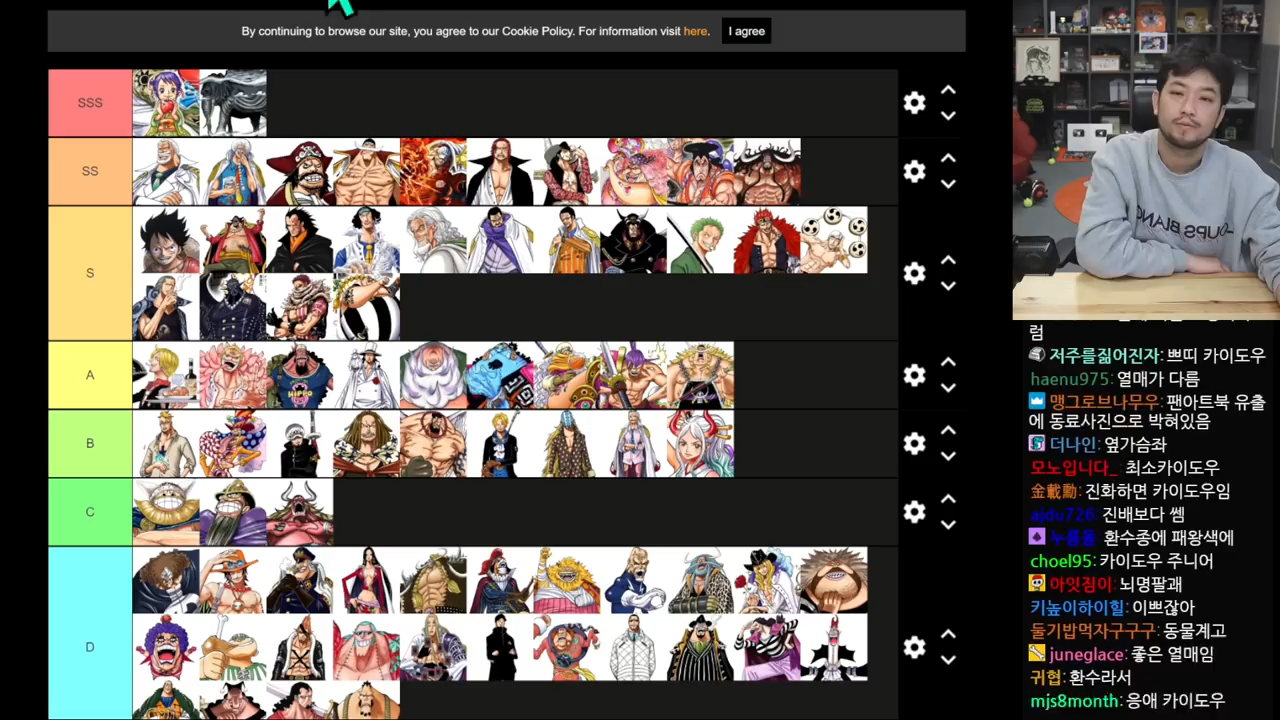 By continuing to browse our site, you agree to our Cookie Policy. For information visit here. I agree
SSS
SS
S
A
B
C
D
HIPPO
럼
저주를짊어진자: 쁘띠 카이도우
haenu975: 열매가 다름
맹그로브나무우: 팬아트북 유출
에 동료사진으로 박혀있음
더나인: 옆가슴좌
모노입니다_ 최소카이도우
金載勳: 진화하면 카이도우임
ajdu726: 진배보다 쎔
누룽돌: 환수종에 패왕색에
choel95: 카이도우 주니어
아잇짐이: 뇌명팔괘
키높이하이힐: 이쁘잖아
둘기밥먹자구구구: 동물계고
juneglace: 좋은 열매임
귀협: 환수라서
mjs8month: 응애 카이도우